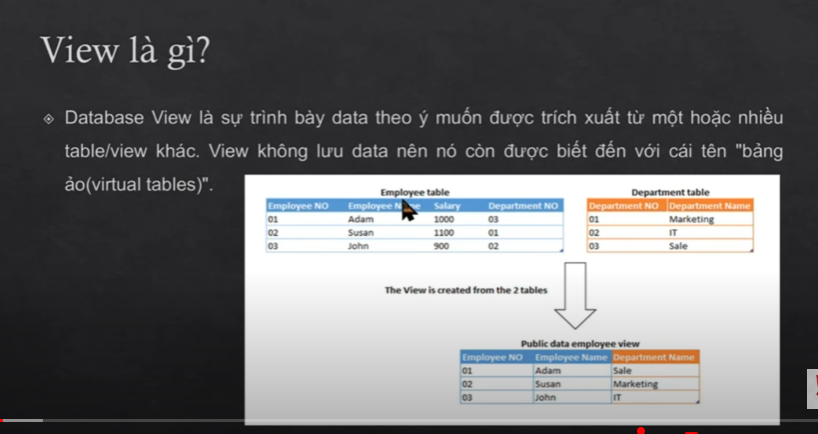 View là gì?
Database View là sự trình bày data theo ý muốn được trích xuất từ một hoặc nhiều
table/view khác. View không lưu data nên nó còn được biết đến với cái tên "bảng
ảo(virtual tables)".
Employee table
Employee NO Employee Name Salary Department NO
01 Adam 1000 03
02 Susan 1100 01
03 John 900 02
Department table
Department NO Department Name
01 Marketing
02 IT
03 Sale
The View is created from the 2 tables
Public data employee view
Employee NO Employee Name Department Name
01 Adam Sale
02 Susan Marketing
03 John IT